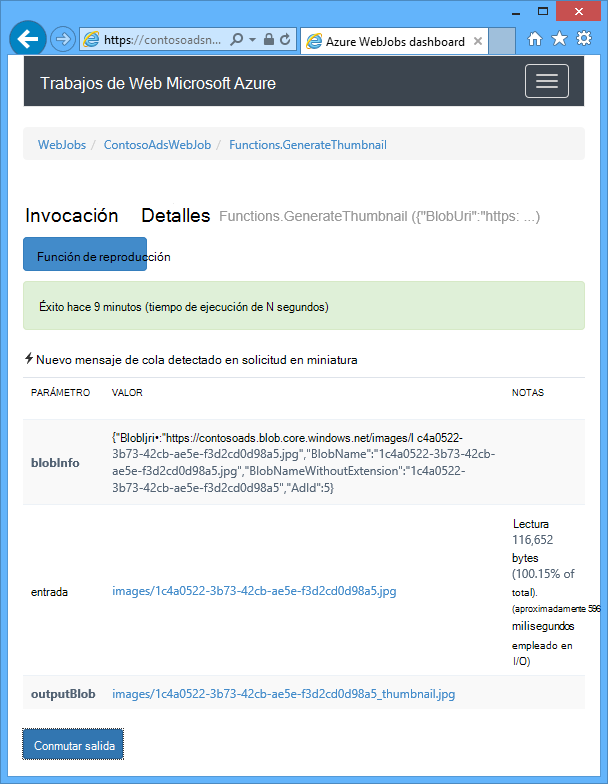 https://contosoadsn...
Azure WebJobs dashboard
Trabajos de Web Microsoft Azure
WebJobs / ContosoAdsWebJob / Functions.GenerateThumbnail
Invocación Detalles Functions.GenerateThumbnail ({"BlobUri":"https: ...)
Función de reproducción
Éxito hace 9 minutos (tiempo de ejecución de N segundos)
Nuevo mensaje de cola detectado en solicitud en miniatura
PARÁMETRO VALOR NOTAS
{"Blobljri•:"https://contosoads.blob.core.windows.net/images/l c4a0522-
3b73-42cb-ae5e-f3d2cd0d98a5.jpg","BlobName":"1c4a0522-3b73-42cb-
blobInfo
ae5e-f3d2cd0d98a5.jpg","BlobNameWithoutExtension":"1c4a0522-
3b73-42cb-ae5e-f3d2cd0d98a5","AdId":5}
Lectura
116,652
bytes
(100.15% of
entrada images/1c4a0522-3b73-42cb-ae5e-f3d2cd0d98a5.jpg total).
(aproximadamente
milisegundos
empleado en
I/O)
outputBlob images/1c4a0522-3b73-42cb-ae5e-f3d2cd0d98a5_thumbnail.jpg
Conmutar salida